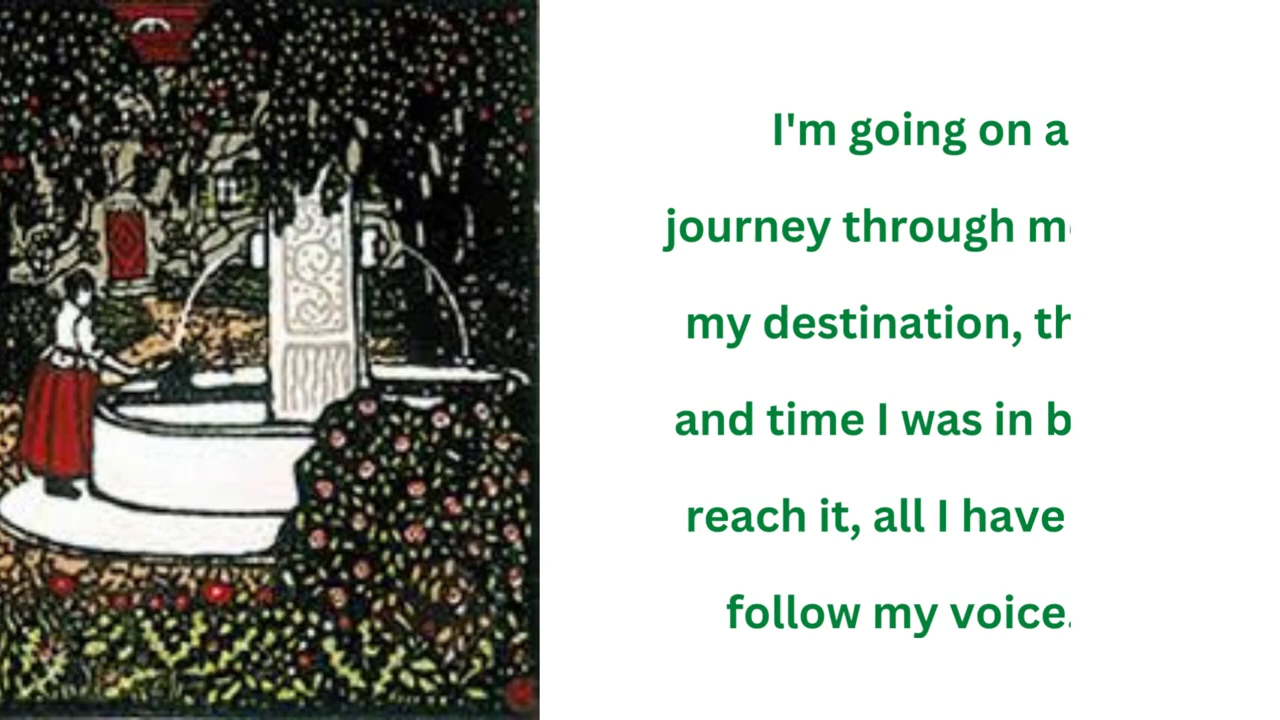 I'm going on a
journey through
my destination,
and time I was in
reach it, all I have
follow my voice.